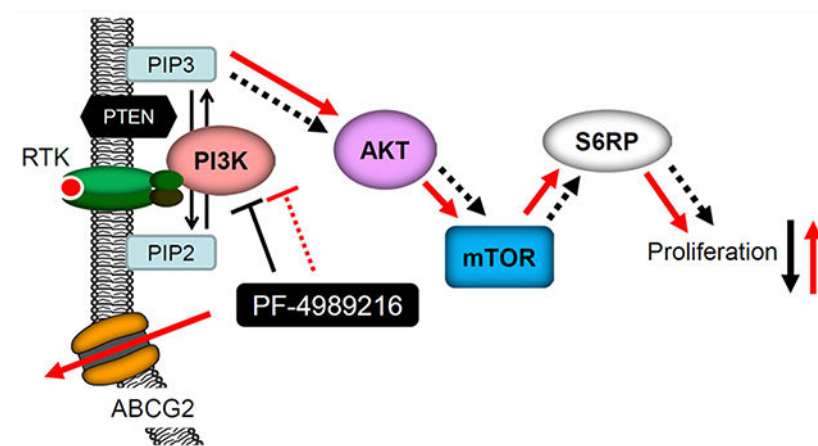 PIP3
PTEN
RTK
PI3K
AKT
S6RP
PIP2
mTOR
Proliferation
PF-4989216
ABCG2